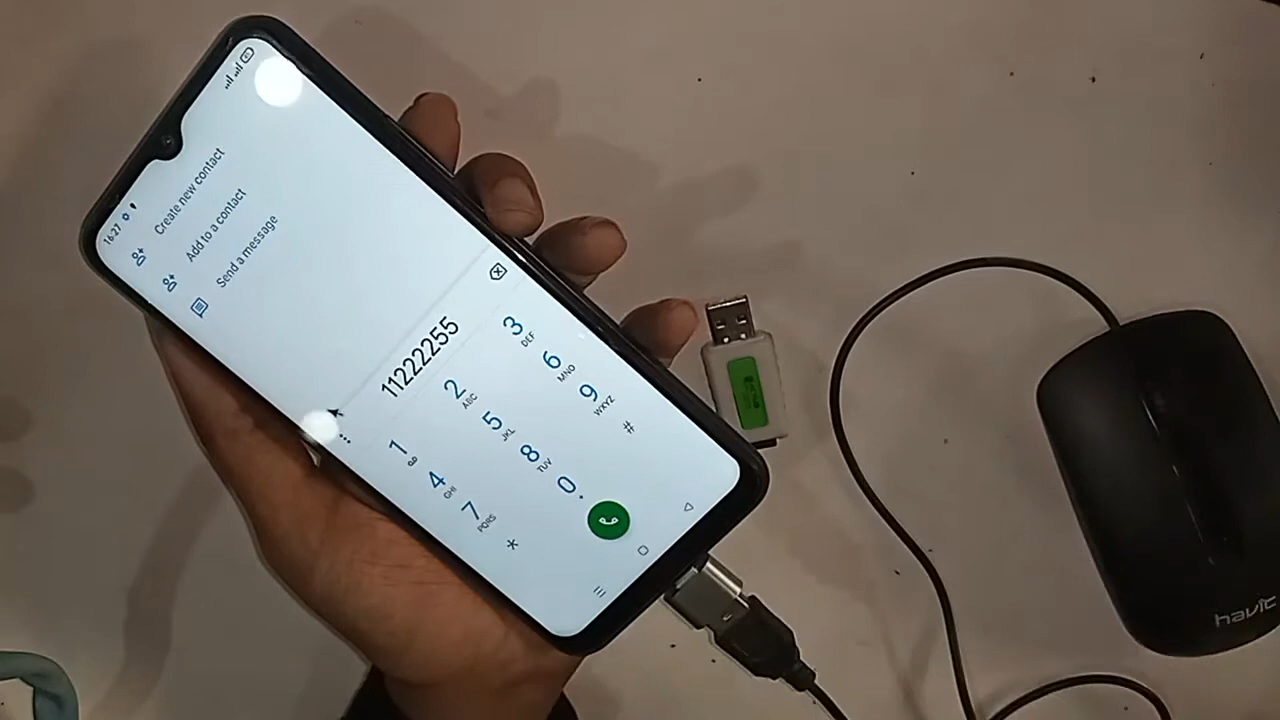 16:27
Create new contact
Add to a contact
Send a message
11222255
1
2 ABC
3 DEF
4 GHI
5 JKL
6 MNO
7 PQRS
8 TUV
9 WXYZ
*
0
#
havit